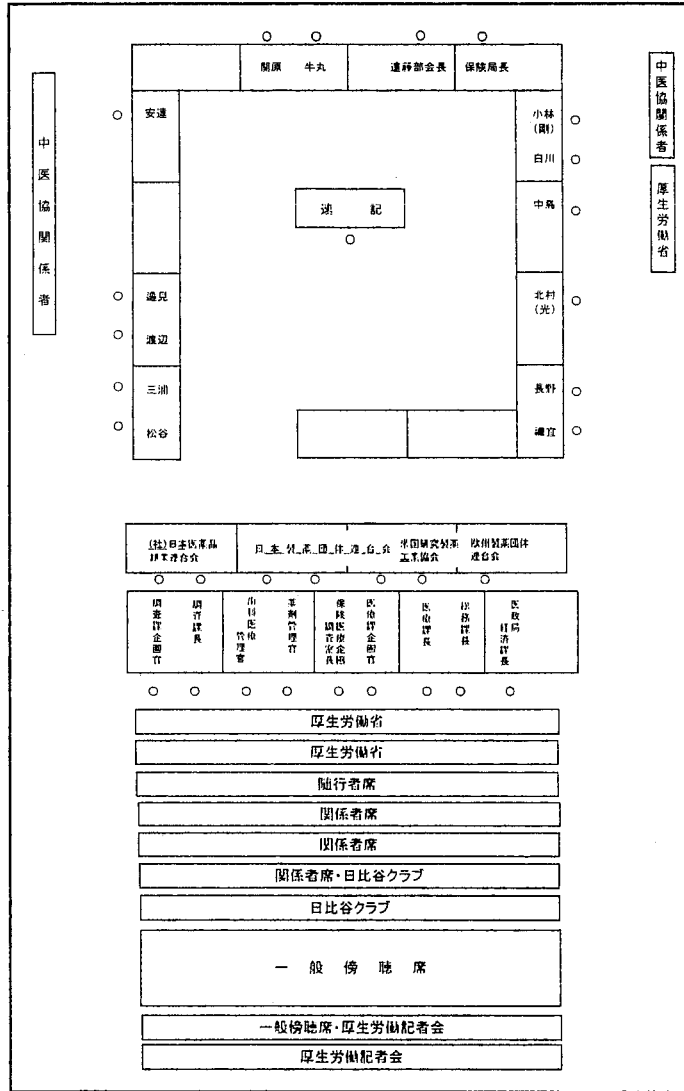 関原 牛丸 遠藤部会長 保険局長
中医協関係者
中医協関係者
厚生労働省
安達
小林
(剛)
白川
中島
速記
邉見
渡辺
北村
(光)
三浦
松谷
長野
禰宜
(社)日本医薬品
卸業連合会
日本製薬団体連合会
米国研究製薬
工業協会
欧州製薬団体
連合会
調査課企画官
調査課長
歯科医療
管理官
薬剤管理官
保険医療企画
調査室長
医療課企画官
医療課長
総務課長
医政局
経済課長
厚生労働省
厚生労働省
随行者席
関係者席
関係者席
関係者席・日比谷クラブ
日比谷クラブ
一般傍聴席
一般傍聴席・厚生労働記者会
厚生労働記者会